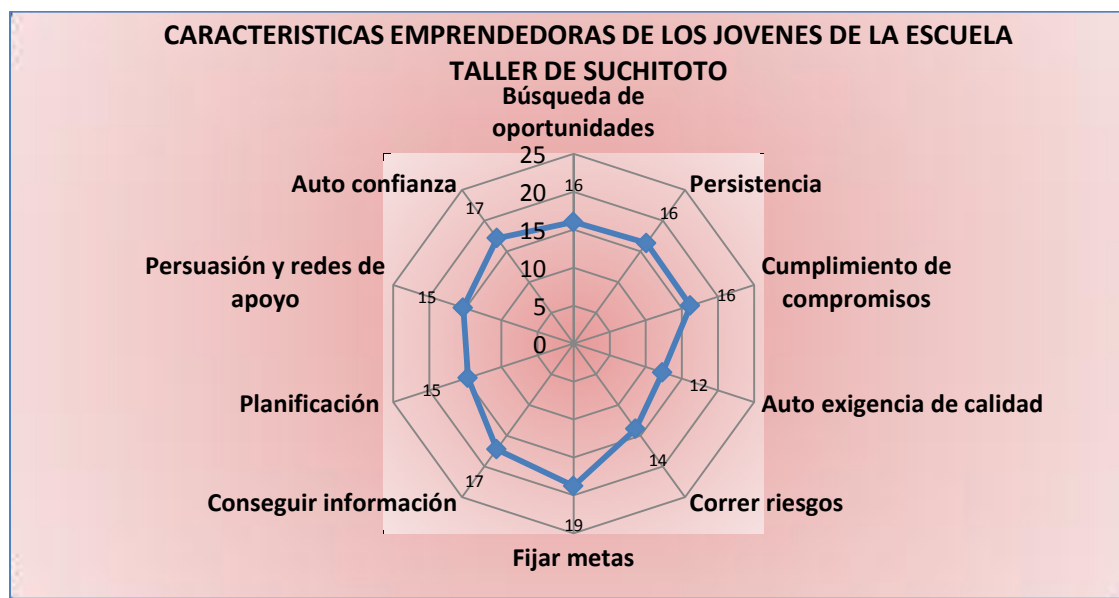 CARACTERISTICAS EMPRENDEDORAS DE LOS JOVENES DE LA ESCUELA
TALLER DE SUCHITOTO
Búsqueda de
oportunidades
25
20
15
10
5
0
16
Persistencia
16
Cumplimiento de
compromisos
16
Auto exigencia de calidad
12
Correr riesgos
14
Fijar metas
19
Conseguir información
17
Planificación
15
Persuasión y redes de
apoyo
15
Auto confianza
17